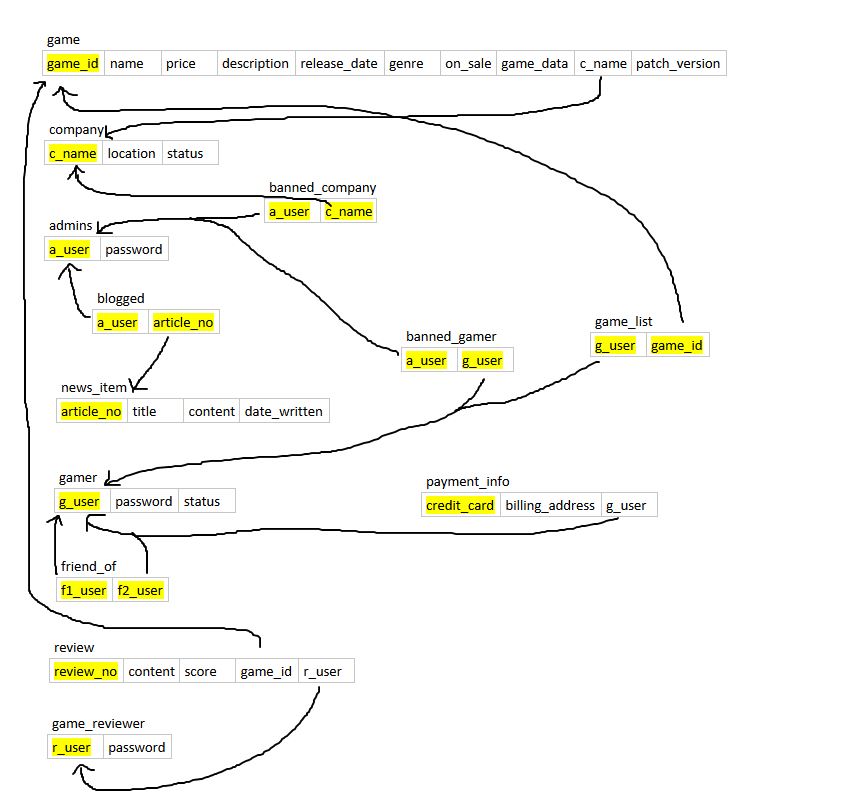 game
game_id name price description release_date genre on_sale game_data c_name patch_version
company
c_name location status
banned_company
a_user c_name
admins
a_user password
blogged
a_user article_no
game_list
g_user game_id
banned_gamer
a_user g_user
news_item
article_no title content date_written
gamer
g_user password status
payment_info
credit_card billing_address g_user
friend_of
f1_user f2_user
review
review_no content score game_id r_user
game_reviewer
r_user password